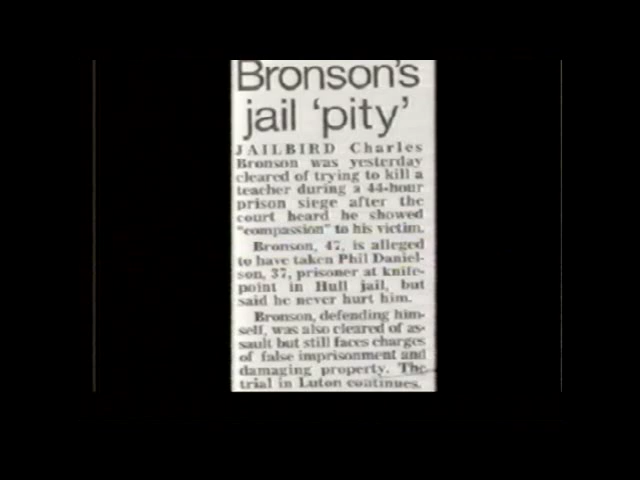 Bronson's
jail 'pity'
JAILBIRD Charles
Bronson was yesterday
cleared of trying to kill a
teacher during a 44-hour
prison siege after the
court heard he showed
"compassion" to his victim.
Bronson, 47, is alleged
to have taken Phil Daniel-
son, 37, prisoner at knife-
point in Hull jail, but
said he never hurt him.
Bronson, defending him-
self, was also cleared of as-
sault but still faces charges
of false imprisonment and
damaging property. The
trial in Luton continues.